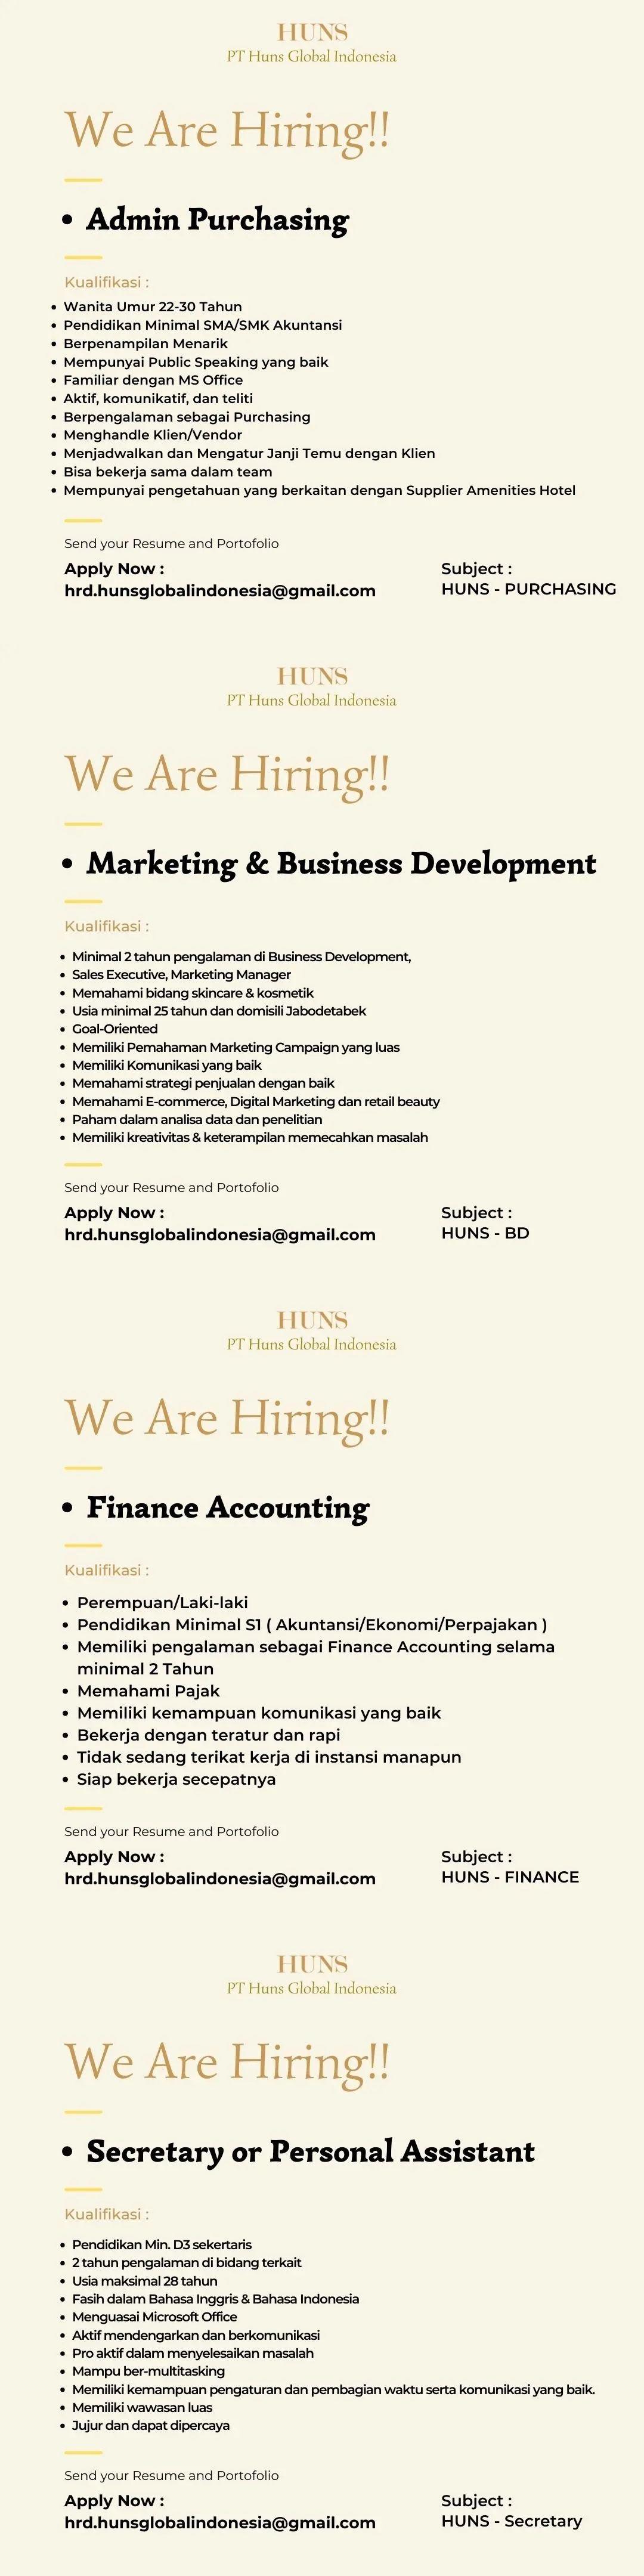 HUNS
PT Huns Global Indonesia
We Are Hiring!!
• Admin Purchasing
Kualifikasi :
• Wanita Umur 22-30 Tahun
• Pendidikan Minimal SMA/SMK Akuntansi
• Berpenampilan Menarik
• Mempunyai Public Speaking yang baik
• Familiar dengan MS Office
• Aktif, komunikatif, dan teliti
• Berpengalaman sebagai Purchasing
• Menghandle Klien/Vendor
• Menjadwalkan dan Mengatur Janji Temu dengan Klien
• Bisa bekerja sama dalam team
• Mempunyai pengetahuan yang berkaitan dengan Supplier Amenities Hotel
Send your Resume and Portofolio
Apply Now :
hrd.hunsglobalindonesia@gmail.com
Subject :
HUNS - PURCHASING
HUNS
PT Huns Global Indonesia
We Are Hiring!!
• Marketing & Business Development
Kualifikasi :
• Minimal 2 tahun pengalaman di Business Development,
• Sales Executive, Marketing Manager
• Memahami bidang skincare & kosmetik
• Usia minimal 25 tahun dan domisili Jabodetabek
• Goal-Oriented
• Memiliki Pemahaman Marketing Campaign yang luas
• Memiliki Komunikasi yang baik
• Memahami strategi penjualan dengan baik
• Memahami E-commerce, Digital Marketing dan retail beauty
• Paham dalam analisa data dan penelitian
• Memiliki kreativitas & keterampilan memecahkan masalah
Send your Resume and Portofolio
Apply Now :
hrd.hunsglobalindonesia@gmail.com
Subject :
HUNS - BD
HUNS
PT Huns Global Indonesia
We Are Hiring!!
• Finance Accounting
Kualifikasi :
• Perempuan/Laki-laki
• Pendidikan Minimal S1 ( Akuntansi/Ekonomi/Perpajakan )
• Memiliki pengalaman sebagai Finance Accounting selama
minimal 2 Tahun
• Memahami Pajak
• Memiliki kemampuan komunikasi yang baik
• Bekerja dengan teratur dan rapi
• Tidak sedang terikat kerja di instansi manapun
• Siap bekerja secepatnya
Send your Resume and Portofolio
Apply Now :
hrd.hunsglobalindonesia@gmail.com
Subject :
HUNS - FINANCE
HUNS
PT Huns Global Indonesia
We Are Hiring!!
• Secretary or Personal Assistant
Kualifikasi :
• Pendidikan Min. D3 sekertaris
• 2 tahun pengalaman di bidang terkait
• Usia maksimal 28 tahun
• Fasih dalam Bahasa Inggris & Bahasa Indonesia
• Menguasai Microsoft Office
• Aktif mendengarkan dan berkomunikasi
• Pro aktif dalam menyelesaikan masalah
• Mampu ber-multitasking
• Memiliki kemampuan pengaturan dan pembagian waktu serta komunikasi yang baik.
• Memiliki wawasan luas
• Jujur dan dapat dipercaya
Send your Resume and Portofolio
Apply Now :
hrd.hunsglobalindonesia@gmail.com
Subject :
HUNS - Secretary